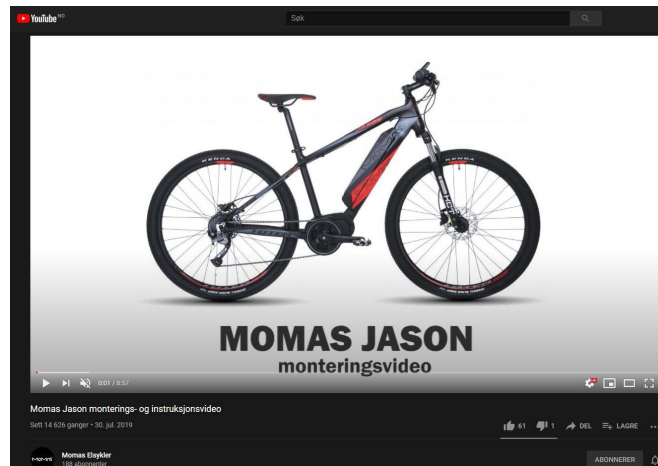 YouTube NO
Søk
KENDA
KENDA
MOMAS JASON
monteringsvideo
0:01 / 6:57
Momas Jason monterings- og instruksjonsvideo
Sett 14 626 ganger • 30. jul. 2019
61
1
DEL
LAGRE
Momas Elsykler
188 abonnenter
ABONNERER